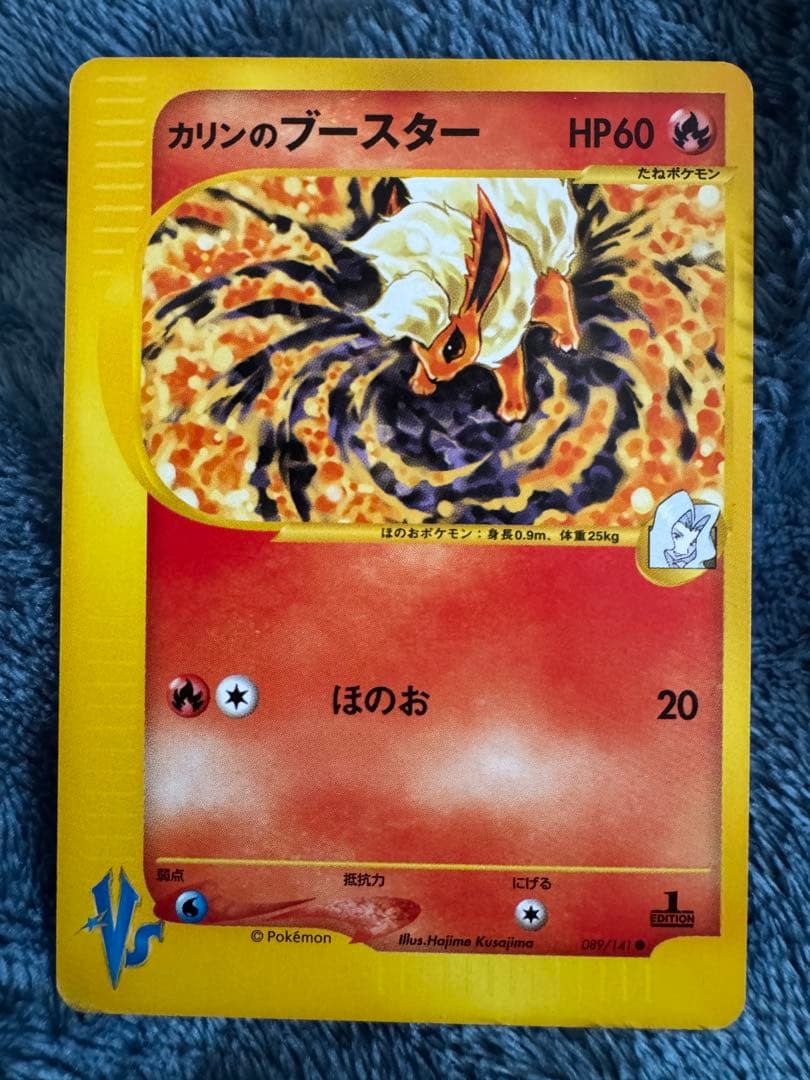 カリンのブースター HP60
たねポケモン
ほのおポケモン：身長0.9m、体重25kg
ほのお 20
弱点 抵抗力 にげる
1
EDITION
VS
©Pokémon Illus.Hajime Kusajima 089/141●